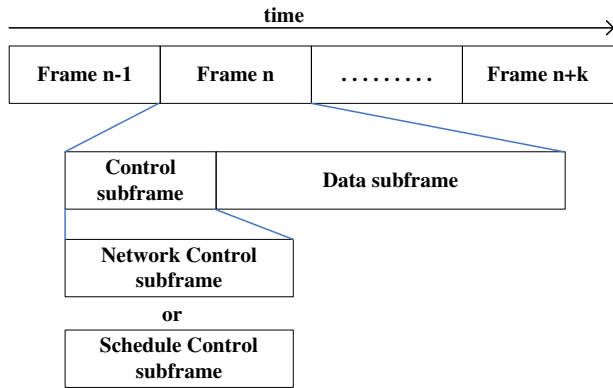 time
Frame n-1 Frame n ......... Frame n+k
Control
subframe
Data subframe
Network Control
subframe
or
Schedule Control
subframe